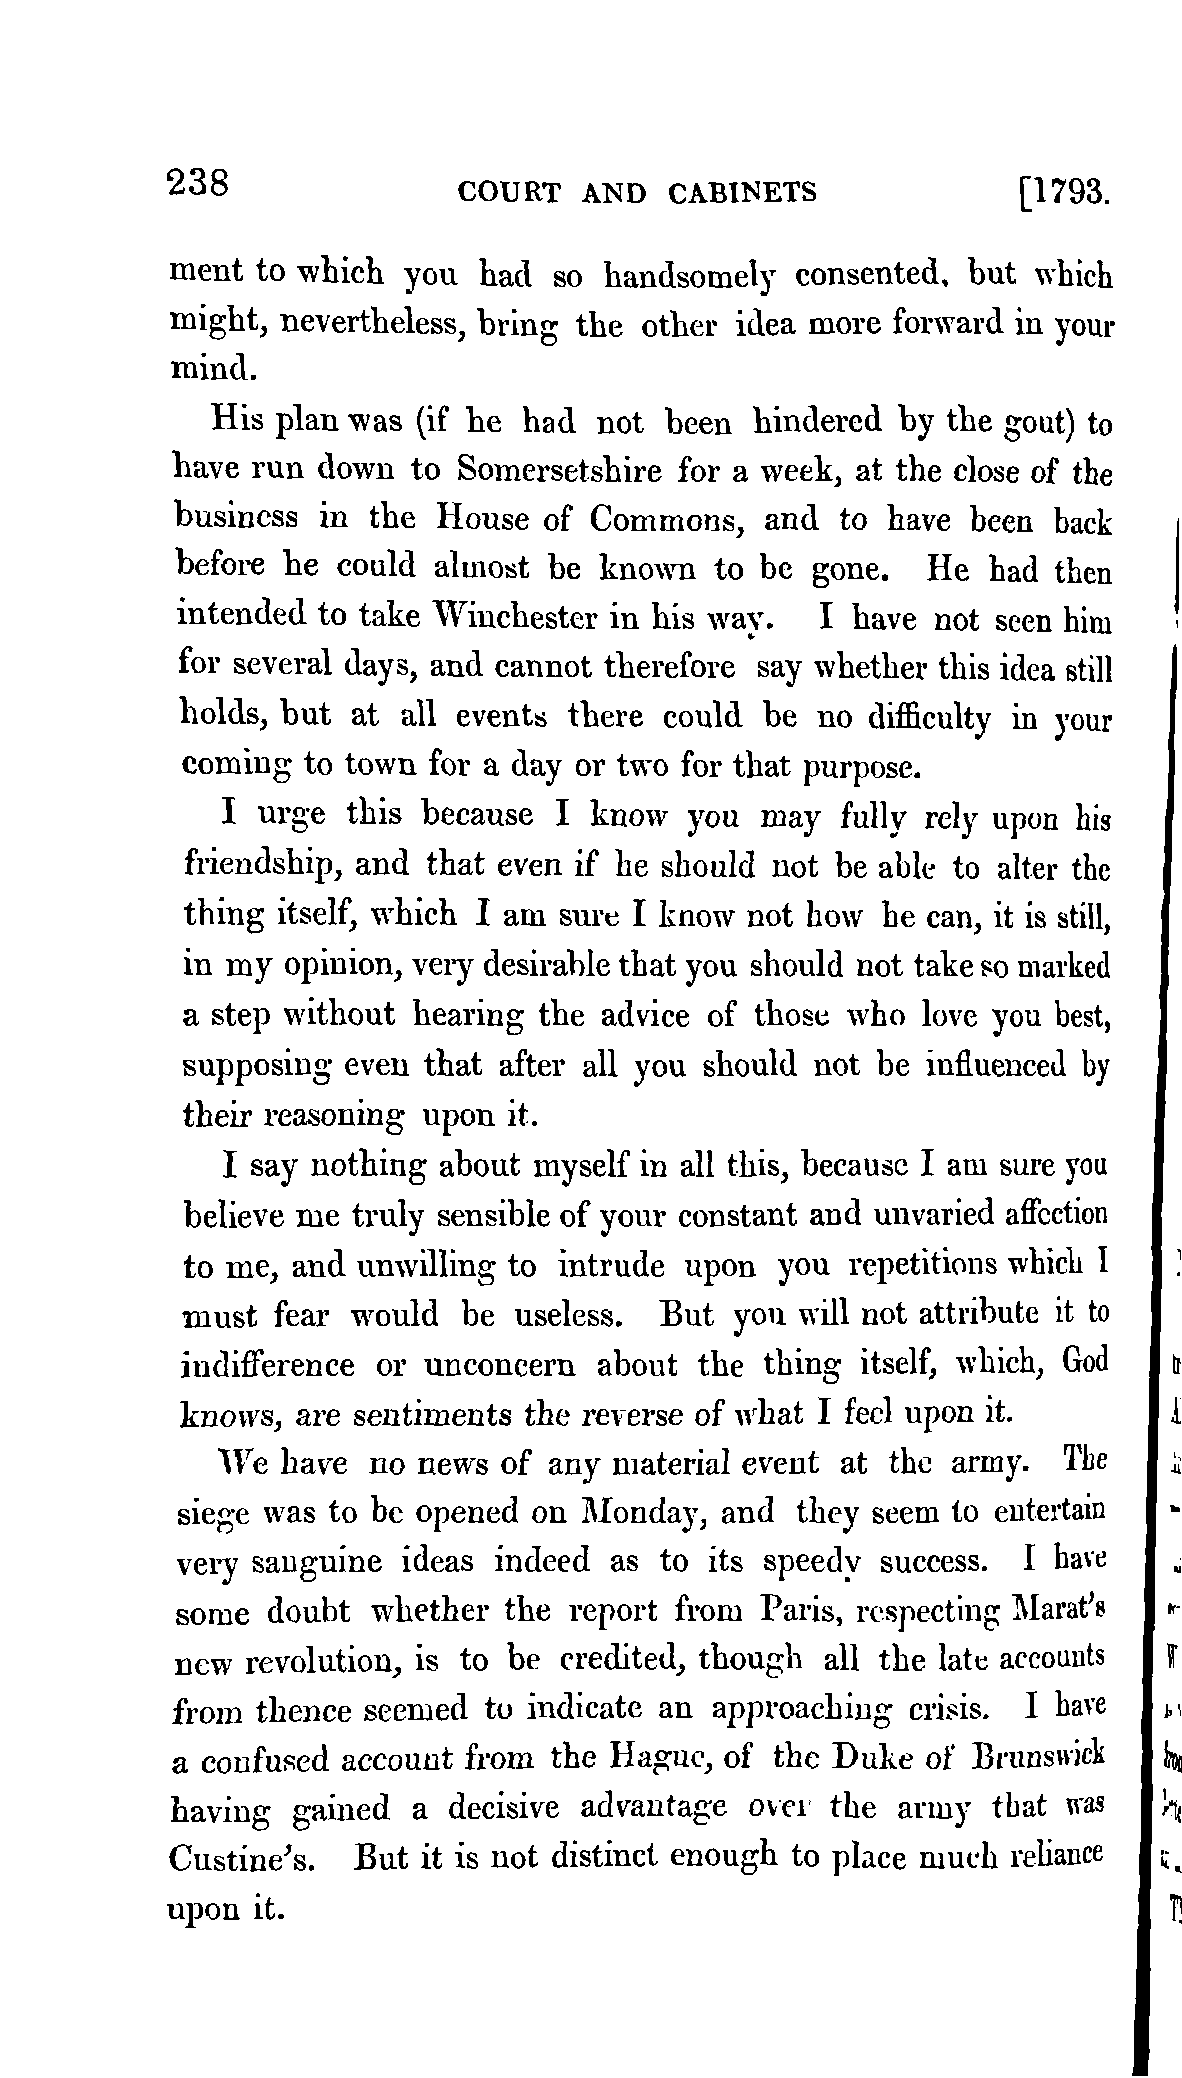 238 COURT AND CABINETS [1793.
ment to which you had so handsomely consented, but which
might, nevertheless, bring the other idea more forward in your
mind.
His plan was (if he had not been hindered by the gout) to
have run down to Somersetshire for a week, at the close of the
business in the House of Commons, and to have been back
before he could almost be known to be gone. He had then
intended to take Winchester in his way. I have not seen him
for several days, and cannot therefore say whether this idea still
holds, but at all events there could be no difficulty in your
coming to town for a day or two for that purpose.
I urge this because I know you may fully rely upon his
friendship, and that even if he should not be able to alter the
thing itself, which I am sure I know not how he can, it is still,
in my opinion, very desirable that you should not take so marked
a step without hearing the advice of those who love you best,
supposing even that after all you should not be influenced by
their reasoning upon it.
I say nothing about myself in all this, because I am sure you
believe me truly sensible of your constant and unvaried affection
to me, and unwilling to intrude upon you repetitions which I
must fear would be useless. But you will not attribute it to
indifference or unconcern about the thing itself, which, God
knows, are sentiments the reverse of what I feel upon it.
We have no news of any material event at the army. The
siege was to be opened on Monday, and they seem to entertain
very sanguine ideas indeed as to its speedy success. I have
some doubt whether the report from Paris, respecting Marat's
new revolution, is to be credited, though all the late accounts
from thence seemed to indicate an approaching crisis. I have
a confused account from the Hague, of the Duke of Brunswick
having gained a decisive advantage over the army that was
Custine's. But it is not distinct enough to place much reliance
upon it.